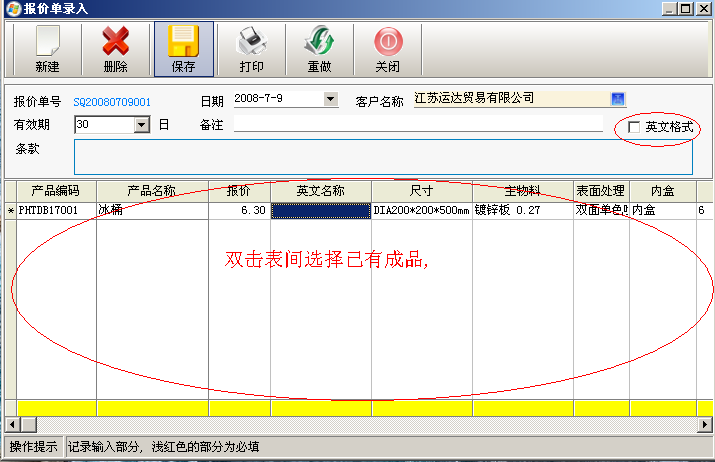 报价单录入
新建 删除 保存 打印 重做 关闭
报价单号 SQ20080709001 日期 2008-7-9 客户名称 江苏运达贸易有限公司
有效期 30 日 备注 英文格式
条款
产品编码 产品名称 报价 英文名称 尺寸 主物料 表面处理 内盒
* PHTDB17001 冰桶 6.30 DIA200*200*500mm 镀锌板 0.27 双面单色 内盒 6
双击表间选择已有成品,
操作提示 记录输入部分, 浅红色的部分为必填